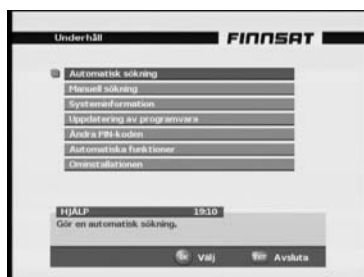 Underhåll
FINNSAT
Automatisk sökning
Manuell sökning
Systeminformation
Uppdatering av programvara
Ändra PIN-koden
Automatiska funktioner
Ominstallationen
HJÄLP 19:10
Gör en automatisk sökning.
Välj
Avsluta